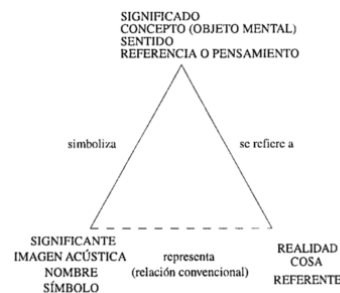 SIGNIFICADO
CONCEPTO (OBJETO MENTAL)
SENTIDO
REFERENCIA O PENSAMIENTO
simboliza
se refiere a
SIGNIFICANTE
IMAGEN ACÚSTICA
NOMBRE
SÍMBOLO
representa
(relación convencional)
REALIDAD
COSA
REFERENTE